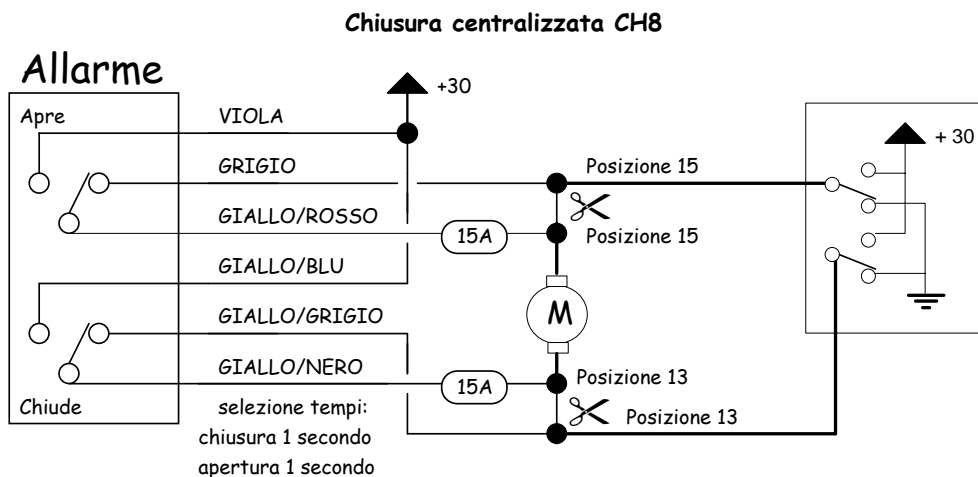 Chiusura centralizzata CH8
Allarme
+30
Apre
VIOLA
+ 30
GRIGIO
Posizione 15
GIALLO/ROSSO
15A
Posizione 15
GIALLO/BLU
M
GIALLO/GRIGIO
GIALLO/NERO
15A
Posizione 13
Chiude
selezione tempi:
Posizione 13
chiusura 1 secondo
apertura 1 secondo